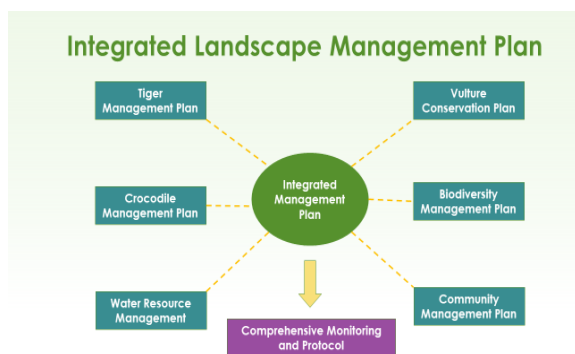 Integrated Landscape Management Plan
Tiger
Management Plan
Vulture
Conservation Plan
Integrated
Management
Plan
Crocodile
Management Plan
Biodiversity
Management Plan
Water Resource
Management
Community
Management Plan
Comprehensive Monitoring
and Protocol